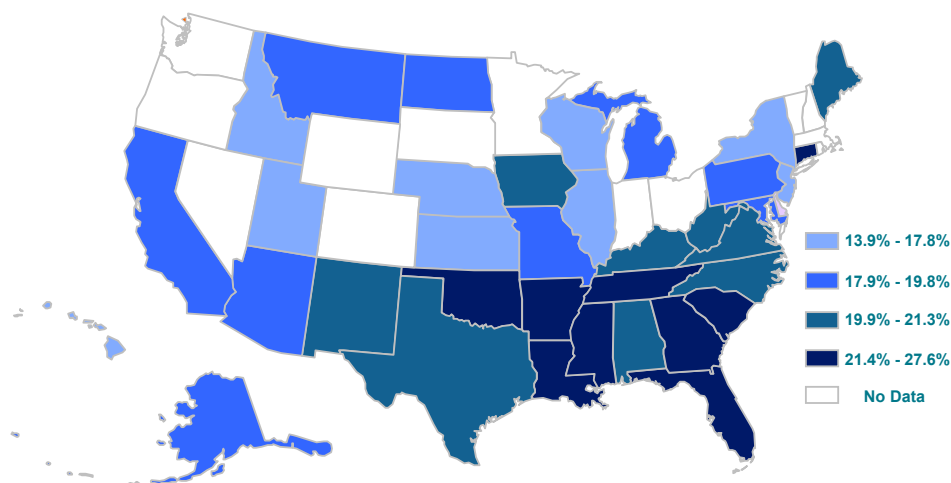 13.9% - 17.8%
17.9% - 19.8%
19.9% - 21.3%
21.4% - 27.6%
No Data